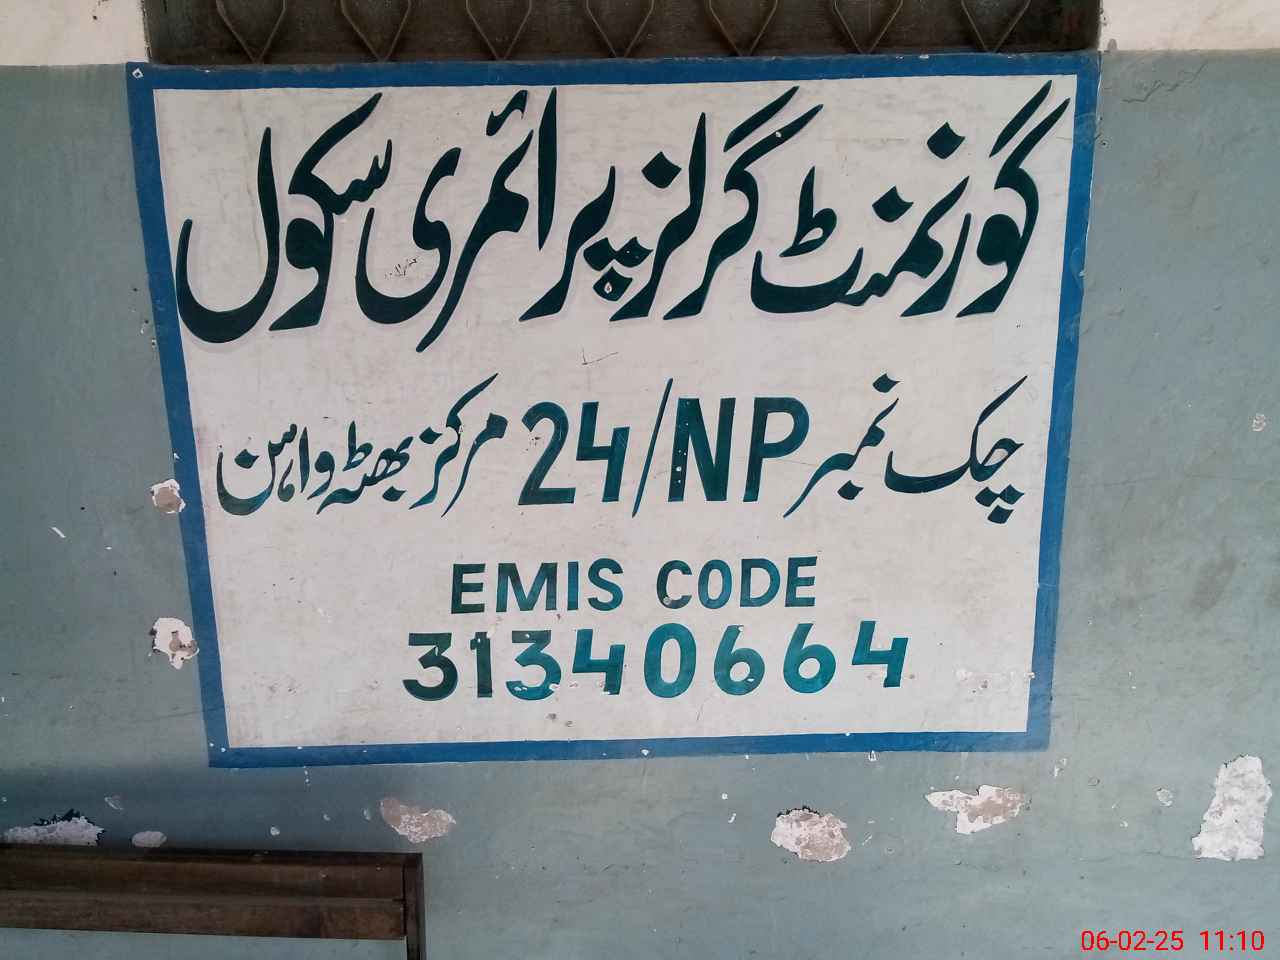 گورنمنٹ گرلز پرائمری سکول
چک نمبر 24/NP مرکز بھٹہ واہن
EMIS CODE
31340664
06-02-25 11:10